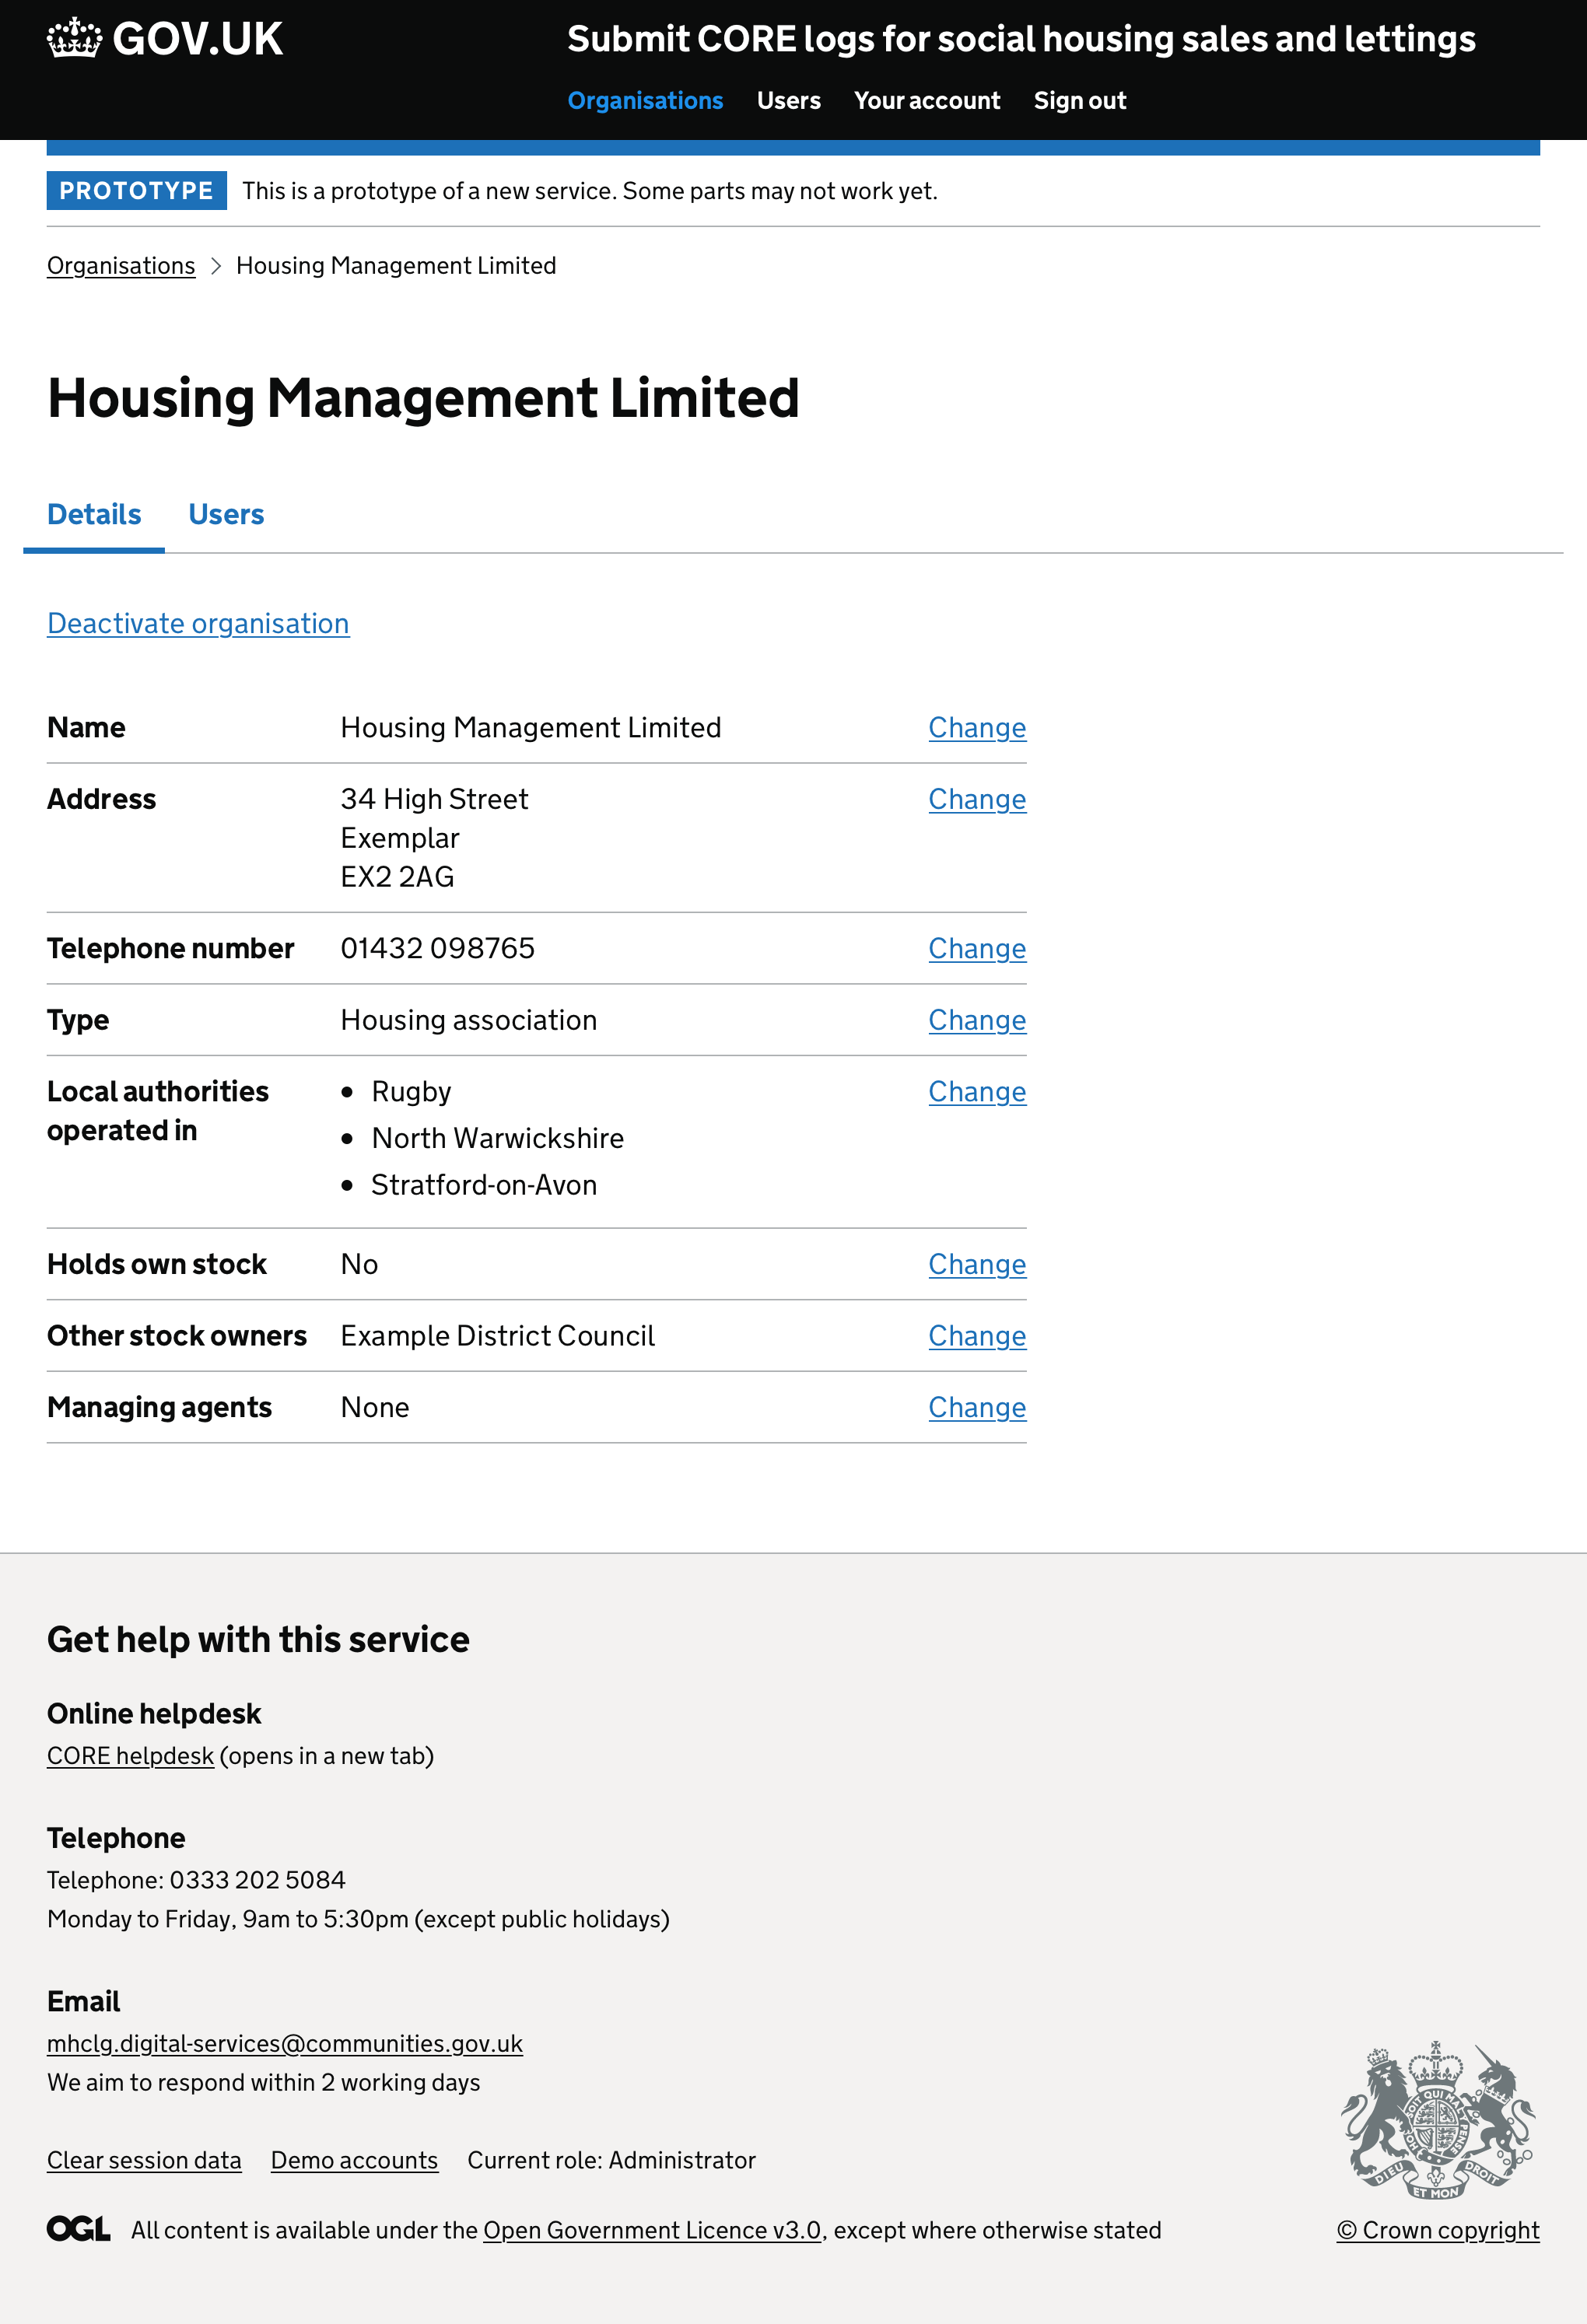 GOV.UK
Submit CORE logs for social housing sales and lettings
Organisations Users Your account Sign out
PROTOTYPE This is a prototype of a new service. Some parts may not work yet.
Organisations > Housing Management Limited
Housing Management Limited
Details Users
Deactivate organisation
Name Housing Management Limited Change
Address 34 High Street Change
Exemplar
EX2 2AG
Telephone number 01432 098765 Change
Type Housing association Change
Local authorities • Rugby Change
operated in • North Warwickshire
• Stratford-on-Avon
Holds own stock No Change
Other stock owners Example District Council Change
Managing agents None Change
Get help with this service
Online helpdesk
CORE helpdesk (opens in a new tab)
Telephone
Telephone: 0333 202 5084
Monday to Friday, 9am to 5:30pm (except public holidays)
Email
mhclg.digital-services@communities.gov.uk
We aim to respond within 2 working days
Clear session data Demo accounts Current role: Administrator
DIEU ET MON DROIT
OGL All content is available under the Open Government Licence v3.0, except where otherwise stated
© Crown copyright